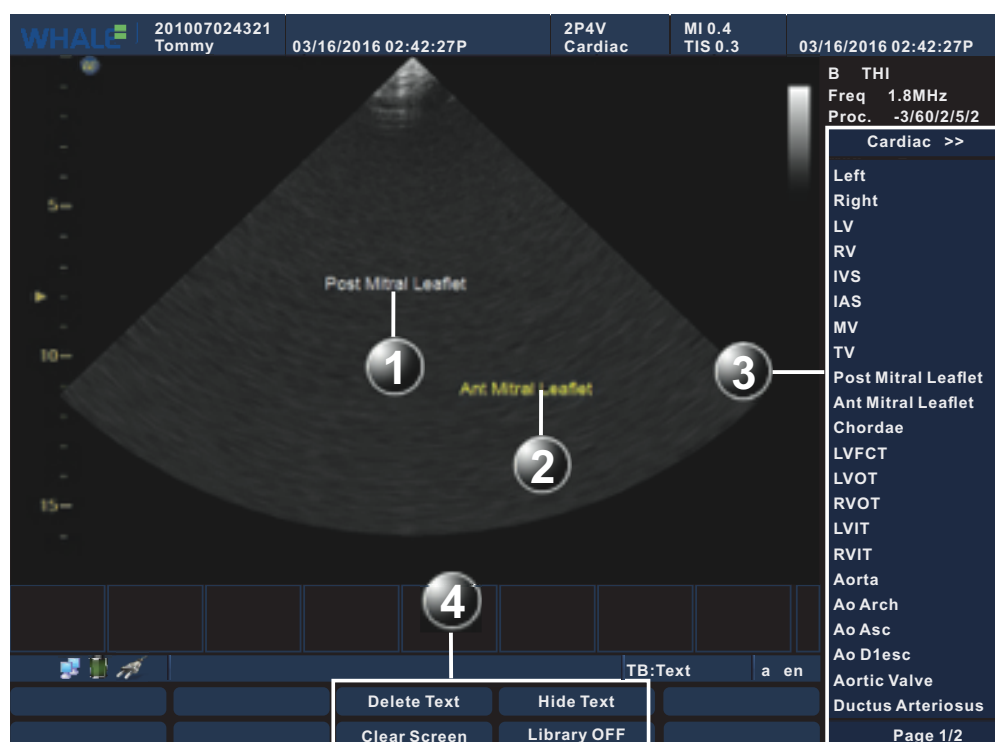 WHALE
201007024321
Tommy
03/16/2016 02:42:27P
2P4V
Cardiac
MI 0.4
TIS 0.3
03/16/2016 02:42:27P
B THI
Freq 1.8MHz
Proc. -3/60/2/5/2
Cardiac >>
Left
Right
LV
RV
IVS
IAS
MV
TV
Post Mitral Leaflet
Ant Mitral Leaflet
Chordae
LVFCT
LVOT
RVOT
LVIT
RVIT
Aorta
Ao Arch
Ao Asc
Ao D1esc
Aortic Valve
Ductus Arteriosus
Page 1/2
5
10
15
Post Mitral Leaflet
1
Ant Mitral Leaflet
2
3
4
TB:Text
a en
Delete Text
Hide Text
Clear Screen
Library OFF